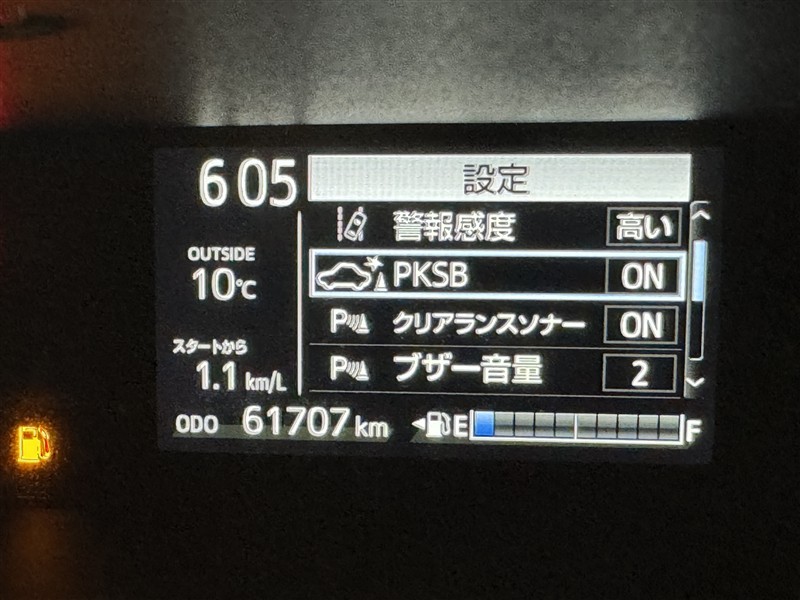 6 05
設定
警報感度 高い
PKSB ON
クリアランスソナー ON
ブザー音量 2
OUTSIDE
10℃
スタートから
1.1 km/L
ODO 61707 km
E F